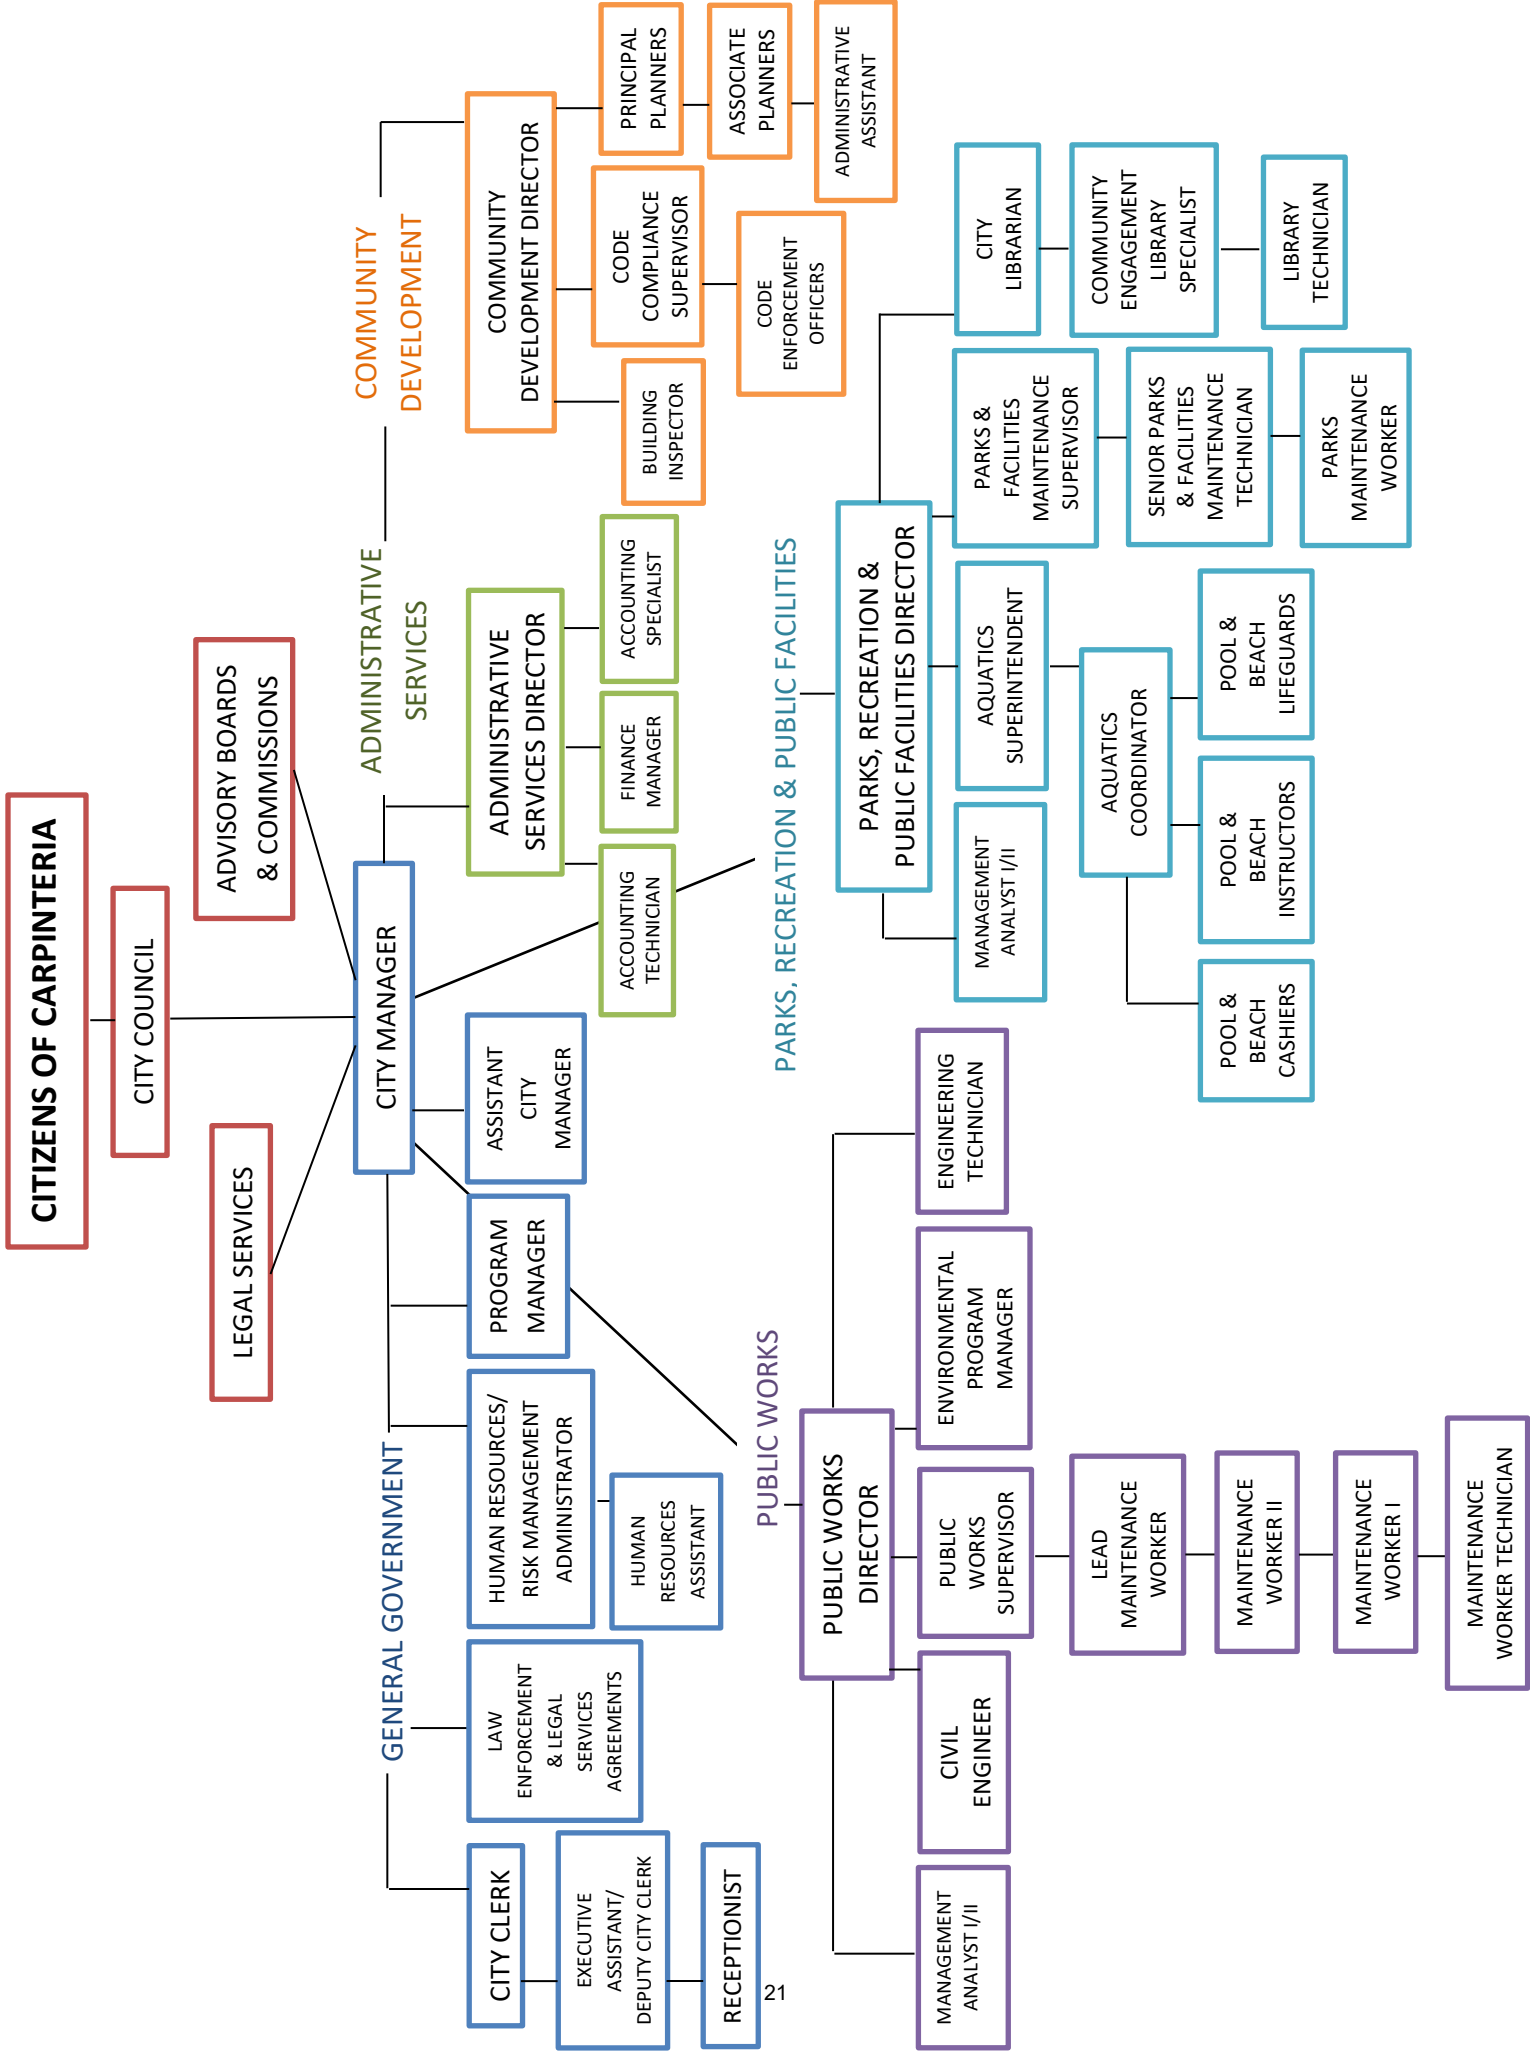 CITIZENS OF CARPINTERIA
CITY COUNCIL
LEGAL SERVICES
ADVISORY BOARDS
& COMMISSIONS
CITY MANAGER
GENERAL GOVERNMENT
ADMINISTRATIVE
SERVICES
COMMUNITY
DEVELOPMENT
CITY CLERK
EXECUTIVE
ASSISTANT/
DEPUTY CITY CLERK
RECEPTIONIST
LAW
ENFORCEMENT
& LEGAL
SERVICES
AGREEMENTS
HUMAN RESOURCES/
RISK MANAGEMENT
ADMINISTRATOR
HUMAN
RESOURCES
ASSISTANT
PROGRAM
MANAGER
ASSISTANT
CITY
MANAGER
ADMINISTRATIVE
SERVICES DIRECTOR
ACCOUNTING
TECHNICIAN
FINANCE
MANAGER
ACCOUNTING
SPECIALIST
COMMUNITY
DEVELOPMENT DIRECTOR
BUILDING
INSPECTOR
CODE
COMPLIANCE
SUPERVISOR
CODE
ENFORCEMENT
OFFICERS
PRINCIPAL
PLANNERS
ASSOCIATE
PLANNERS
ADMINISTRATIVE
ASSISTANT
PUBLIC WORKS
PUBLIC WORKS
DIRECTOR
MANAGEMENT
ANALYST I/II
CIVIL
ENGINEER
PUBLIC
WORKS
SUPERVISOR
LEAD
MAINTENANCE
WORKER
MAINTENANCE
WORKER II
MAINTENANCE
WORKER I
MAINTENANCE
WORKER TECHNICIAN
ENVIRONMENTAL
PROGRAM
MANAGER
ENGINEERING
TECHNICIAN
PARKS, RECREATION & PUBLIC FACILITIES
PARKS, RECREATION &
PUBLIC FACILITIES DIRECTOR
MANAGEMENT
ANALYST I/II
AQUATICS
SUPERINTENDENT
AQUATICS
COORDINATOR
POOL &
BEACH
CASHIERS
POOL &
BEACH
INSTRUCTORS
POOL &
BEACH
LIFEGUARDS
PARKS &
FACILITIES
MAINTENANCE
SUPERVISOR
SENIOR PARKS
& FACILITIES
MAINTENANCE
TECHNICIAN
PARKS
MAINTENANCE
WORKER
CITY
LIBRARIAN
COMMUNITY
ENGAGEMENT
LIBRARY
SPECIALIST
LIBRARY
TECHNICIAN
21